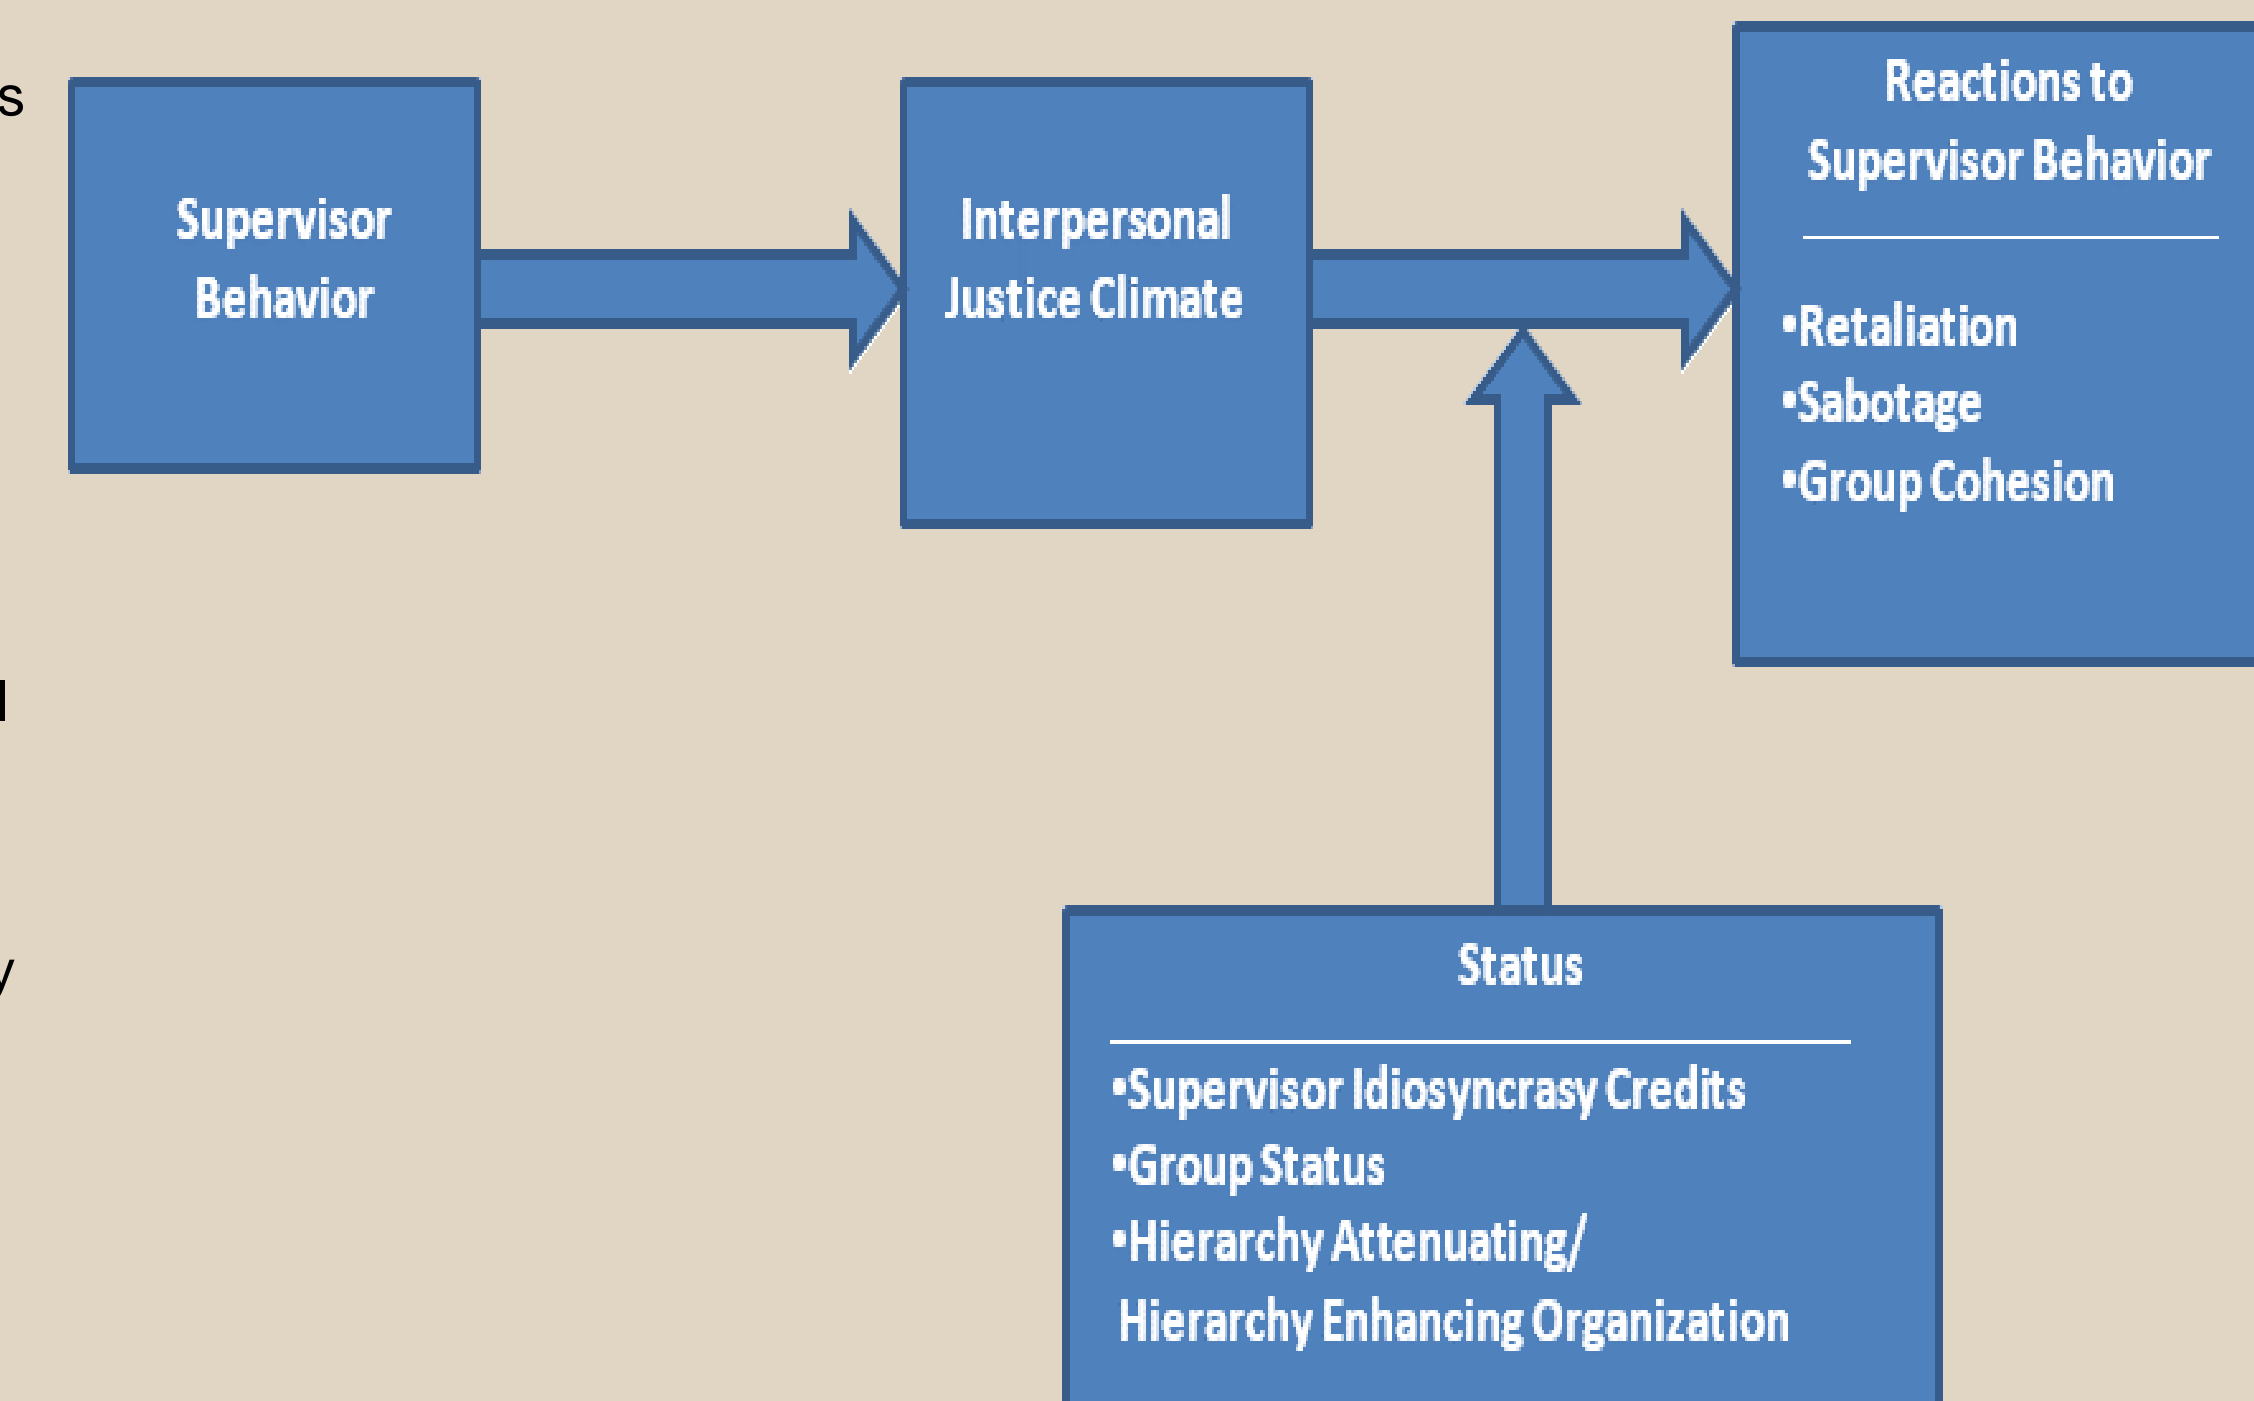 s
Supervisor
Behavior
Interpersonal
Justice Climate
Reactions to
Supervisor Behavior
•Retaliation
•Sabotage
•Group Cohesion
l
y
Status
•Supervisor Idiosyncrasy Credits
•Group Status
•Hierarchy Attenuating/
Hierarchy Enhancing Organization